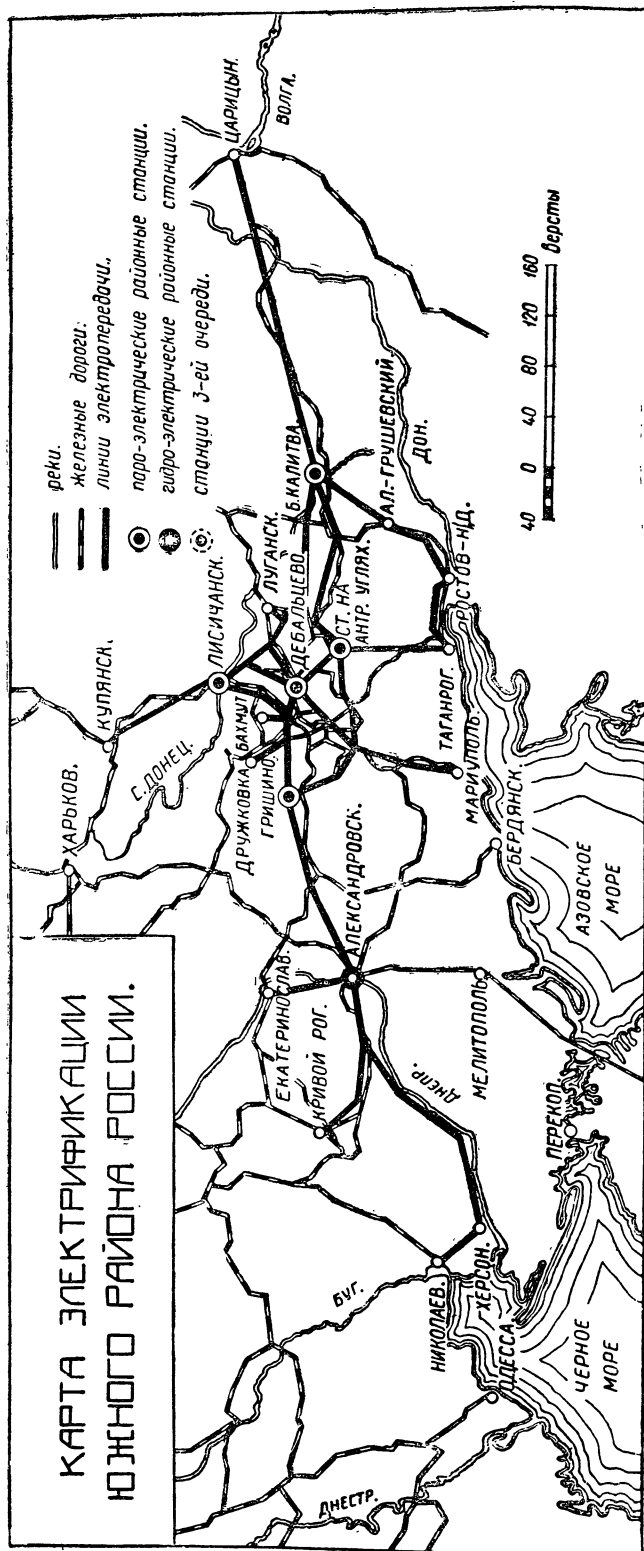 КАРТА ЭЛЕКТРИФИКАЦИИ
ЮЖНОГО РАЙОНА РОССИИ.
реки.
железные дороги.
линии электропередачи.
паро-электрические районные станции.
гидро-электрические районные станции.
станции 3-ей очереди.
ХАРЬКОВ.
КУПЯНСК.
С. ДОНЕЦ.
ЛИСИЧАНСК.
ЛУГАНСК.
ДРУЖКОВКА
БАХМУТ
ГРИШИНО.
ДЕБАЛЬЦЕВО.
СТ. НА
АНТР. УГЛЯХ.
Б.КАЛИТВА.
ЦАРИЦЫН.
ВОЛГА.
АЛ.-ГРУШЕВСКИЙ.
ДОН.
РОСТОВ-Н/Д.
ТАГАНРОГ.
МАРИУПОЛЬ.
БЕРДЯНСК.
АЗОВСКОЕ
МОРЕ
ЕКАТЕРИНОСЛАВ.
АЛЕКСАНДРОВСК.
КРИВОЙ РОГ.
ДНЕПР.
МЕЛИТОПОЛЬ
ПЕРЕКОП.
БУГ.
НИКОЛАЕВ.
ХЕРСОН.
ОДЕССА.
ДНЕСТР.
ЧЕРНОЕ
МОРЕ
40 0 40 80 120 160
Версты